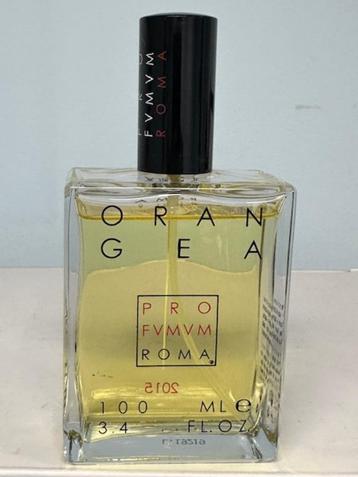 PRO
FVMVM
ROMA
ORAN
GEA
PRO
FVMVM
ROMA
2015
100 ML e
3.4 FL.OZ.